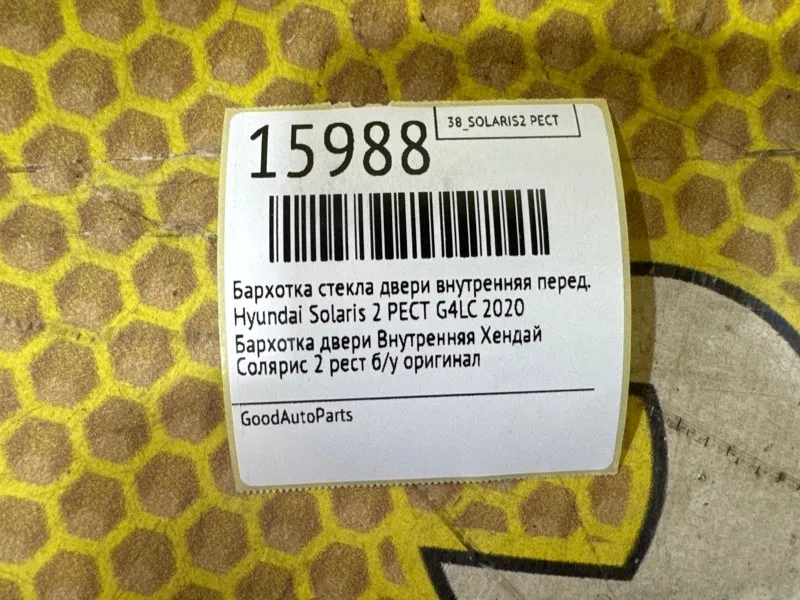 15988
38_SOLARIS2 РЕСТ
Бархотка стекла двери внутренняя перед.
Hyundai Solaris 2 РЕСТ G4LC 2020
Бархотка двери Внутренняя Хендай
Солярис 2 рест б/у оригинал
GoodAutoParts